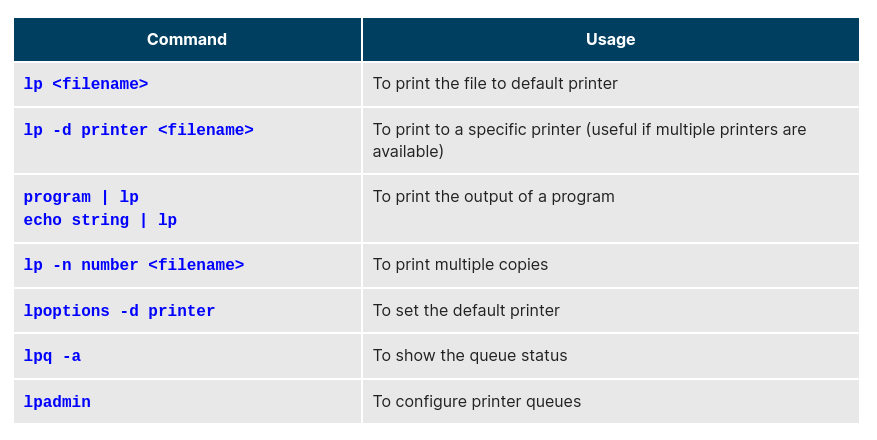 Command
Usage
lp <filename>
To print the file to default printer
lp -d printer <filename>
To print to a specific printer (useful if multiple printers are
available)
program | lp
echo string | lp
To print the output of a program
lp -n number <filename>
To print multiple copies
lpoptions -d printer
To set the default printer
lpq -a
To show the queue status
lpadmin
To configure printer queues